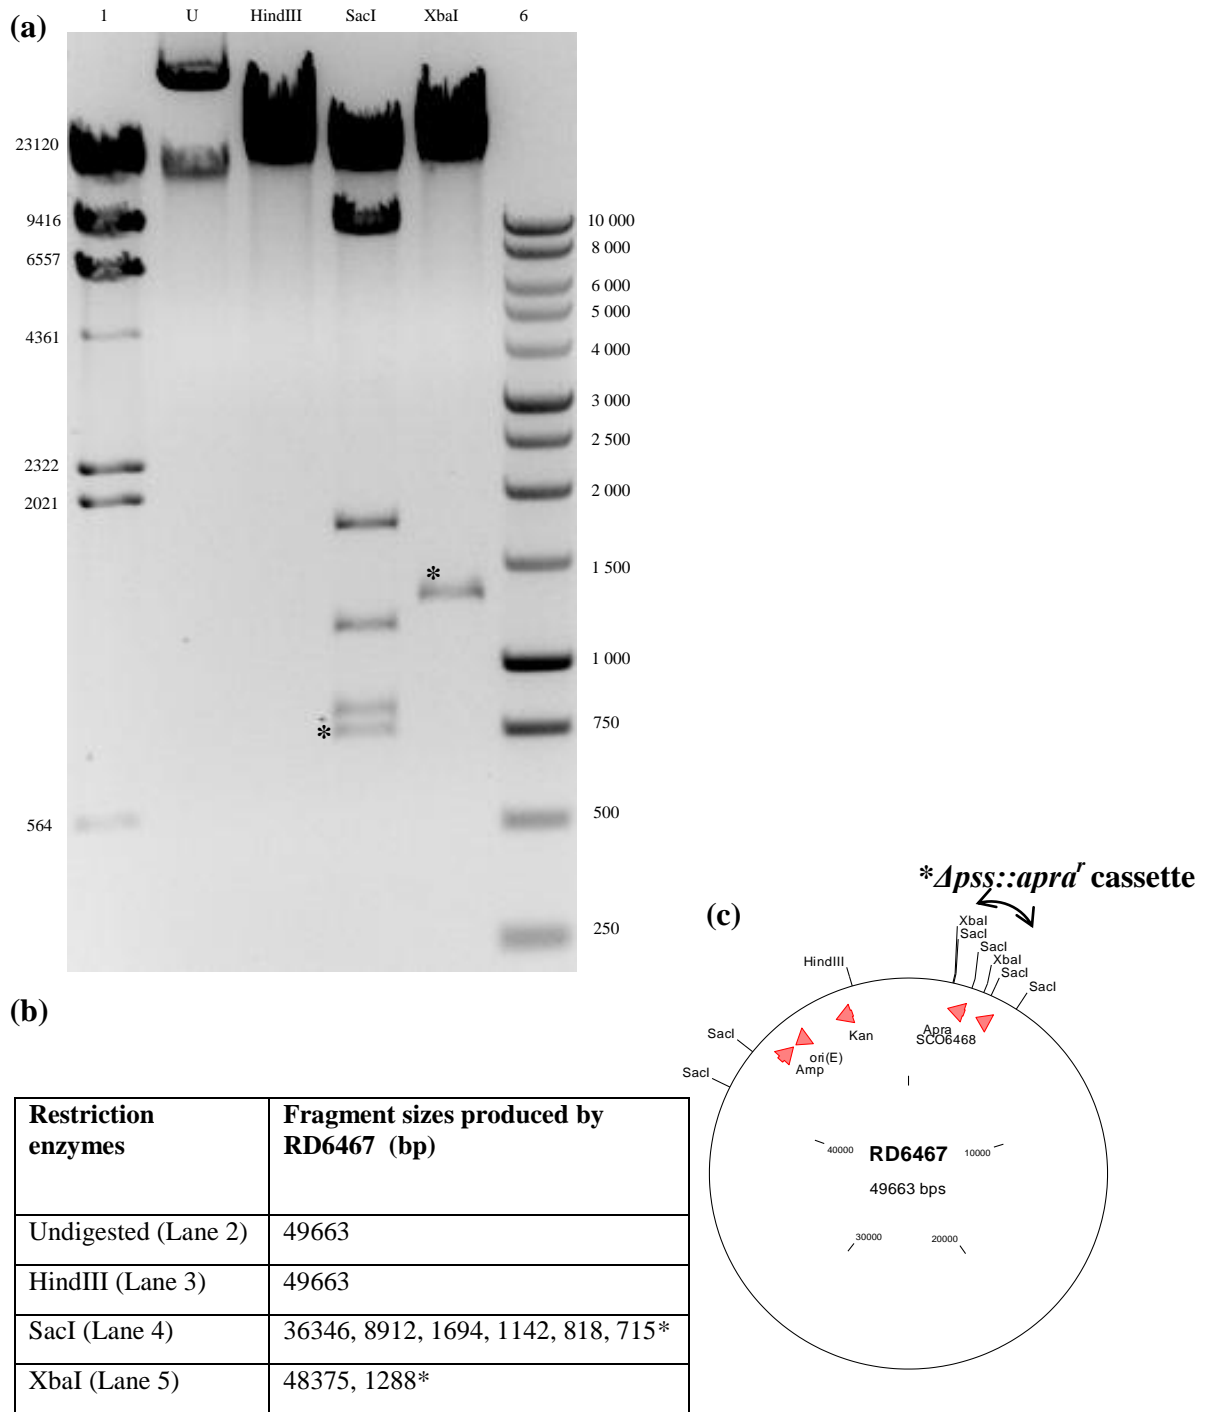 (a)
1 U HindIII SacI XbaI 6
23120
9416
6557
4361
2322
2021
564
10 000
8 000
6 000
5 000
4 000
3 000
2 500
2 000
1 500
1 000
750
500
250
*
*
(b)
Restriction enzymes
Fragment sizes produced by RD6467 (bp)
Undigested (Lane 2) 49663
HindIII (Lane 3) 49663
SacI (Lane 4) 36346, 8912, 1694, 1142, 818, 715*
XbaI (Lane 5) 48375, 1288*
(c)
*Δpss::apraʳ cassette
XbaI
SacI
SacI
XbaI
SacI
SacI
HindIII
SacI
SacI
Kan
ori(E)
Amp
Apra
SCO6468
40000
RD6467
10000
49663 bps
30000
20000